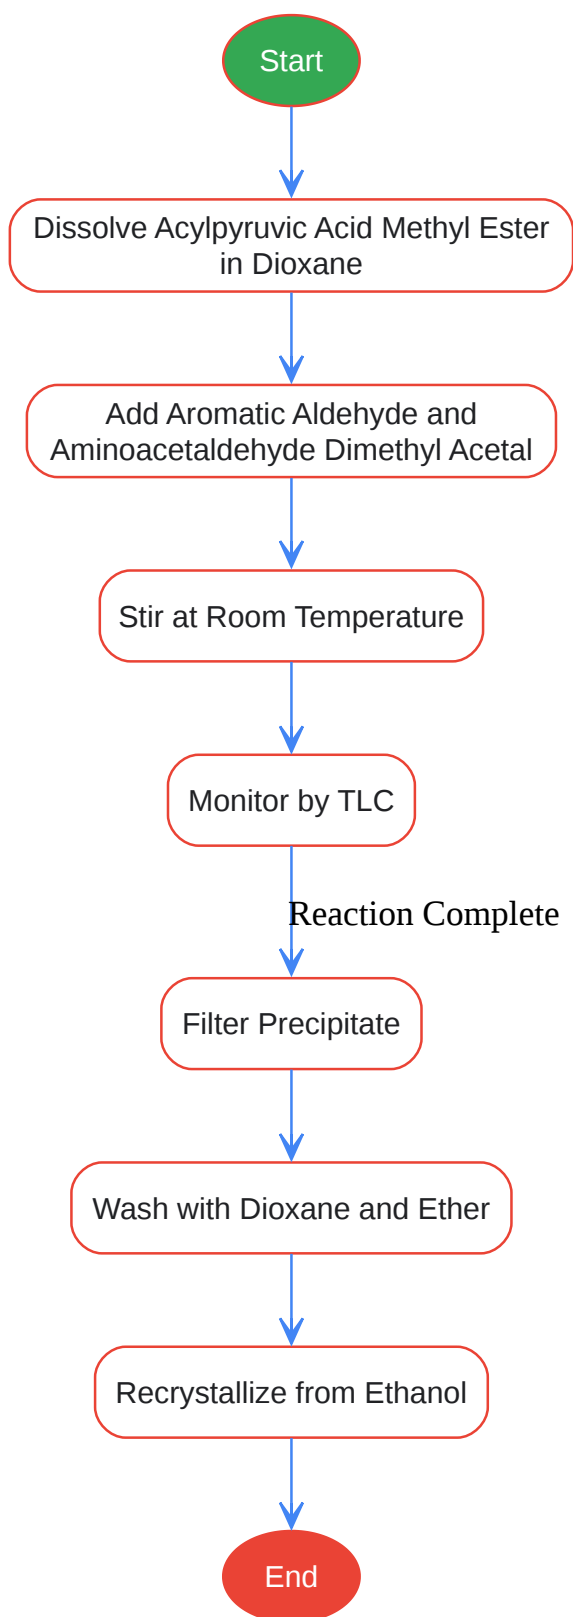 Start
Dissolve Acylpyruvic Acid Methyl Ester
in Dioxane
Add Aromatic Aldehyde and
Aminoacetaldehyde Dimethyl Acetal
Stir at Room Temperature
Monitor by TLC
Reaction Complete
Filter Precipitate
Wash with Dioxane and Ether
Recrystallize from Ethanol
End